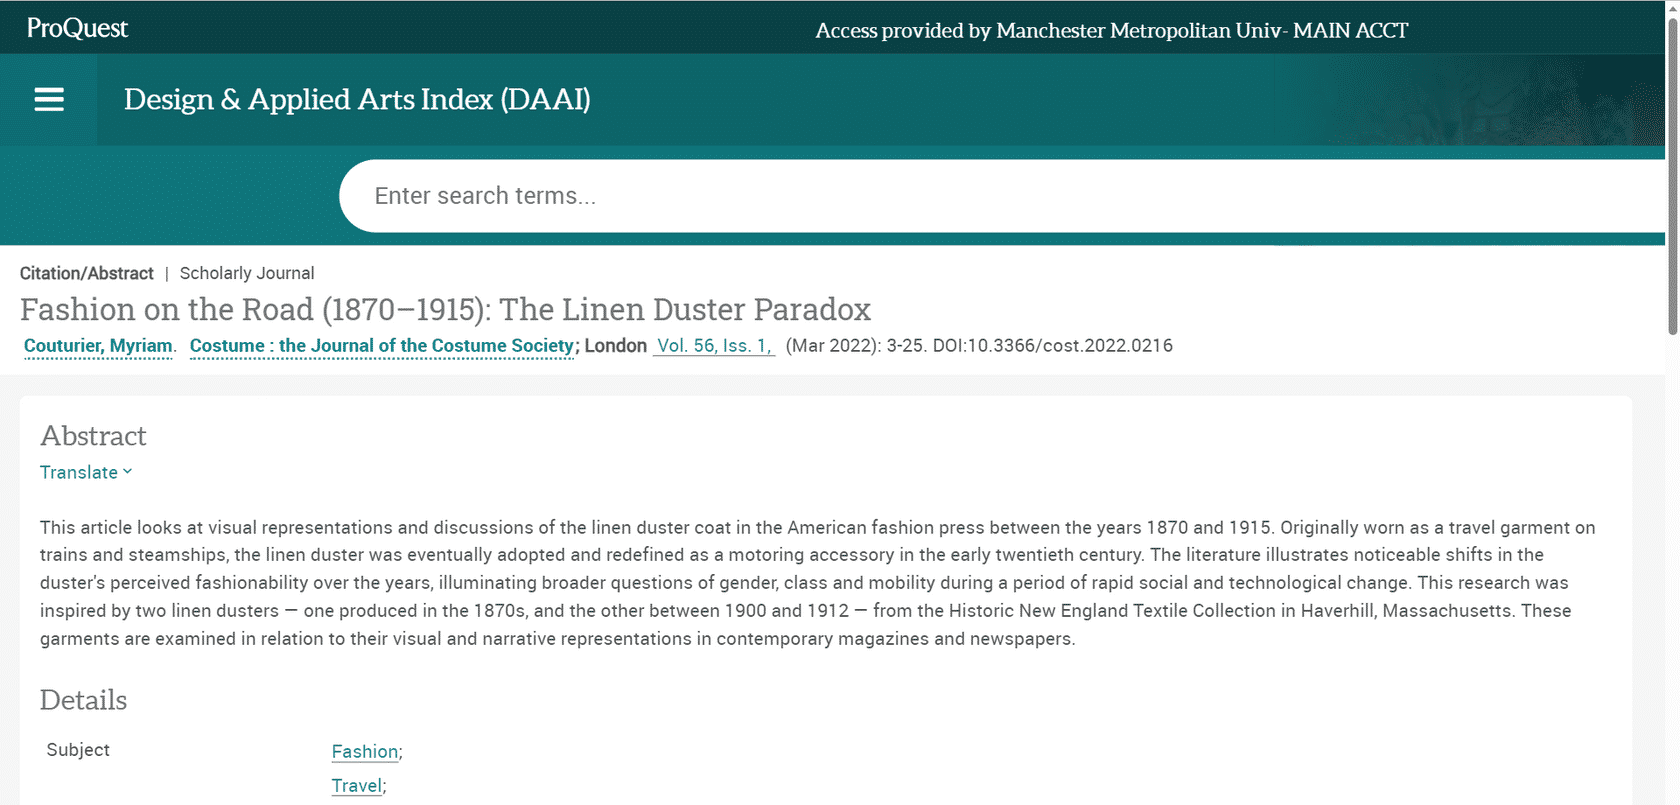 ProQuest
Access provided by Manchester Metropolitan Univ- MAIN ACCT
Design & Applied Arts Index (DAAI)
Enter search terms...
Citation/Abstract | Scholarly Journal
Fashion on the Road (1870–1915): The Linen Duster Paradox
Couturier, Myriam. Costume : the Journal of the Costume Society; London Vol. 56, Iss. 1, (Mar 2022): 3-25. DOI:10.3366/cost.2022.0216
Abstract
Translate
This article looks at visual representations and discussions of the linen duster coat in the American fashion press between the years 1870 and 1915. Originally worn as a travel garment on
trains and steamships, the linen duster was eventually adopted and redefined as a motoring accessory in the early twentieth century. The literature illustrates noticeable shifts in the
duster’s perceived fashionability over the years, illuminating broader questions of gender, class and mobility during a period of rapid social and technological change. This research was
inspired by two linen dusters — one produced in the 1870s, and the other between 1900 and 1912 — from the Historic New England Textile Collection in Haverhill, Massachusetts. These
garments are examined in relation to their visual and narrative representations in contemporary magazines and newspapers.
Details
Subject
Fashion;
Travel;